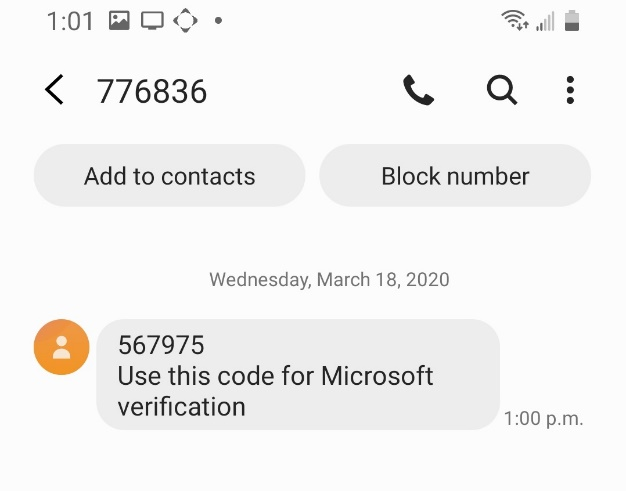 1:01
776836
Add to contacts
Block number
Wednesday, March 18, 2020
567975
Use this code for Microsoft
verification
1:00 p.m.